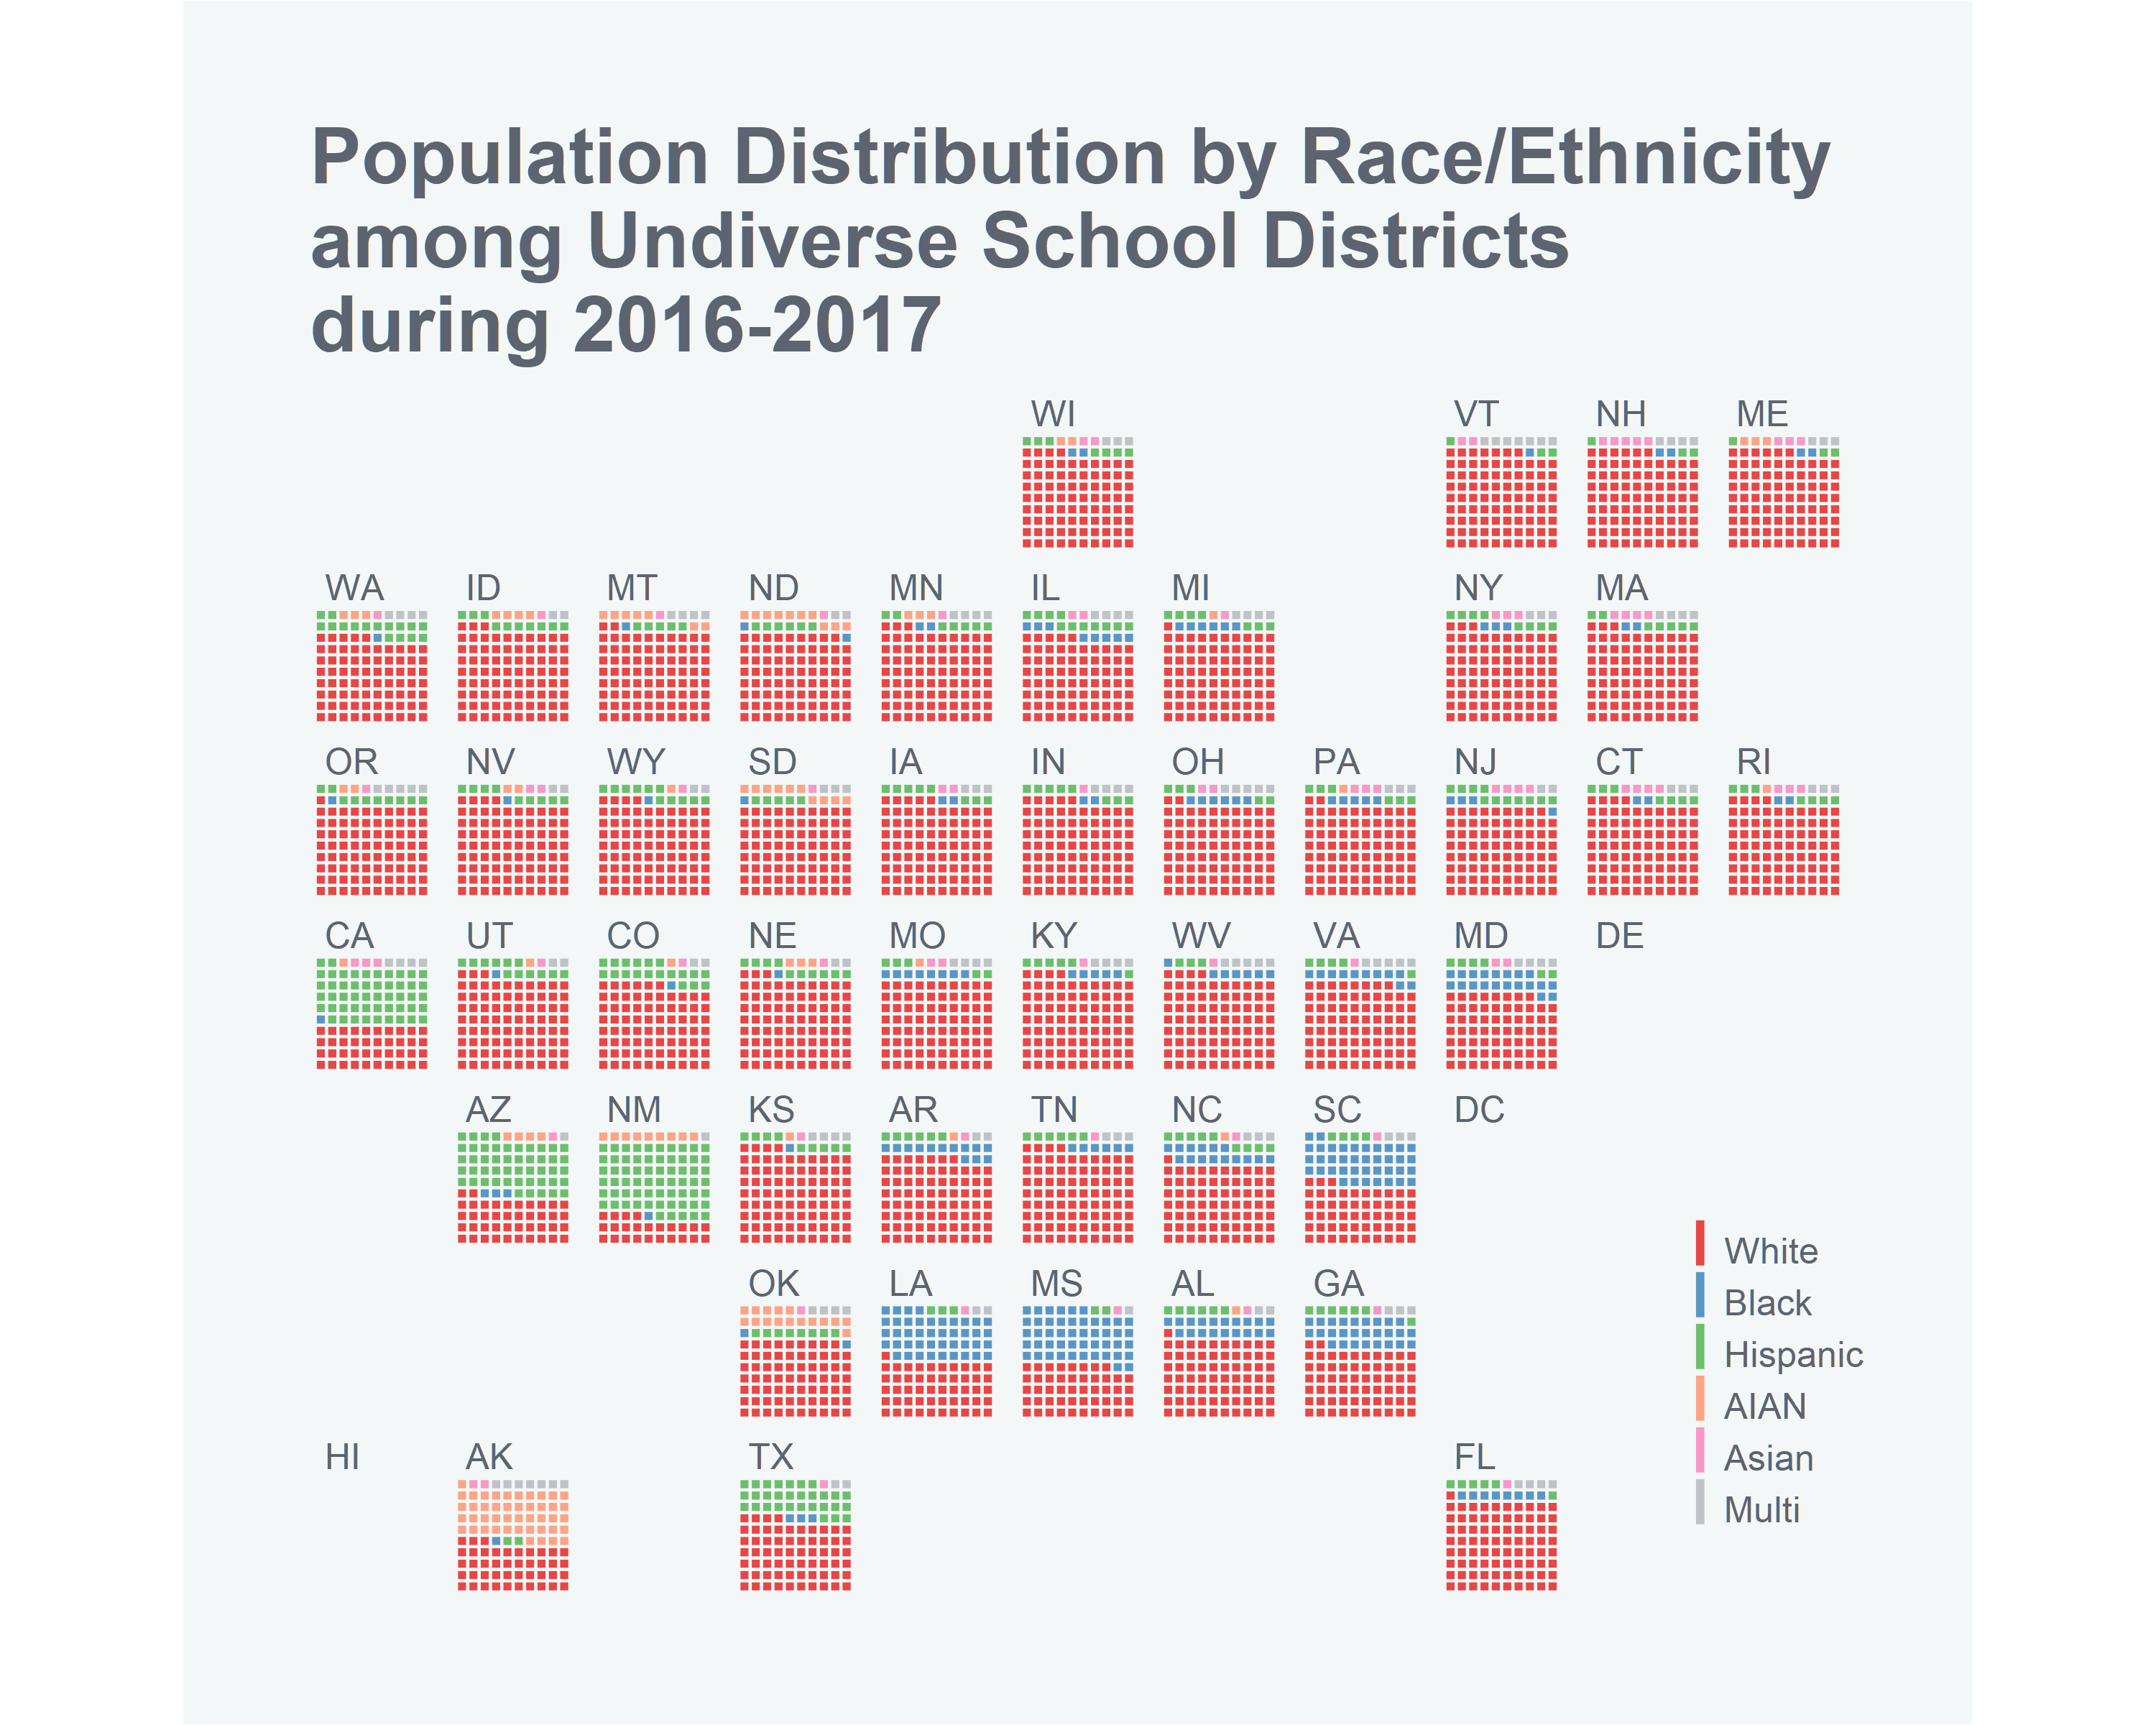 Population Distribution by Race/Ethnicity
among Undiverse School Districts
during 2016-2017
WI VT NH ME
WA ID MT ND MN IL MI NY MA
OR NV WY SD IA IN OH PA NJ CT RI
CA UT CO NE MO KY WV VA MD DE
AZ NM KS AR TN NC SC DC
OK LA MS AL GA
HI AK TX FL
White
Black
Hispanic
AIAN
Asian
Multi